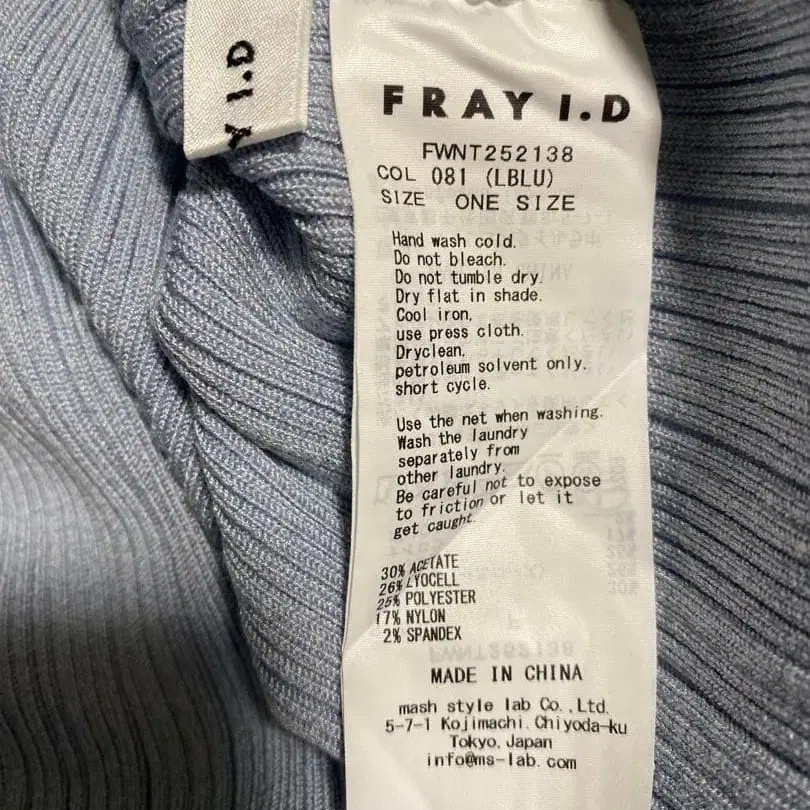 Y I.D
FRAY I.D
FWNT252138
COL 081 (LBLU)
SIZE ONE SIZE
Hand wash cold.
Do not bleach.
Do not tumble dry.
Dry flat in shade.
Cool iron,
use press cloth.
Dryclean,
petroleum solvent only.
short cycle.
Use the net when washing.
Wash the laundry
separately from
other laundry.
Be careful not to expose
to friction or let it
get caught.
30% ACETATE
26% LYOCELL
25% POLYESTER
17% NYLON
2% SPANDEX
MADE IN CHINA
mash style lab Co.,Ltd.
5-7-1 Kojimachi, Chiyoda-ku
Tokyo, Japan
info@ms-lab.com